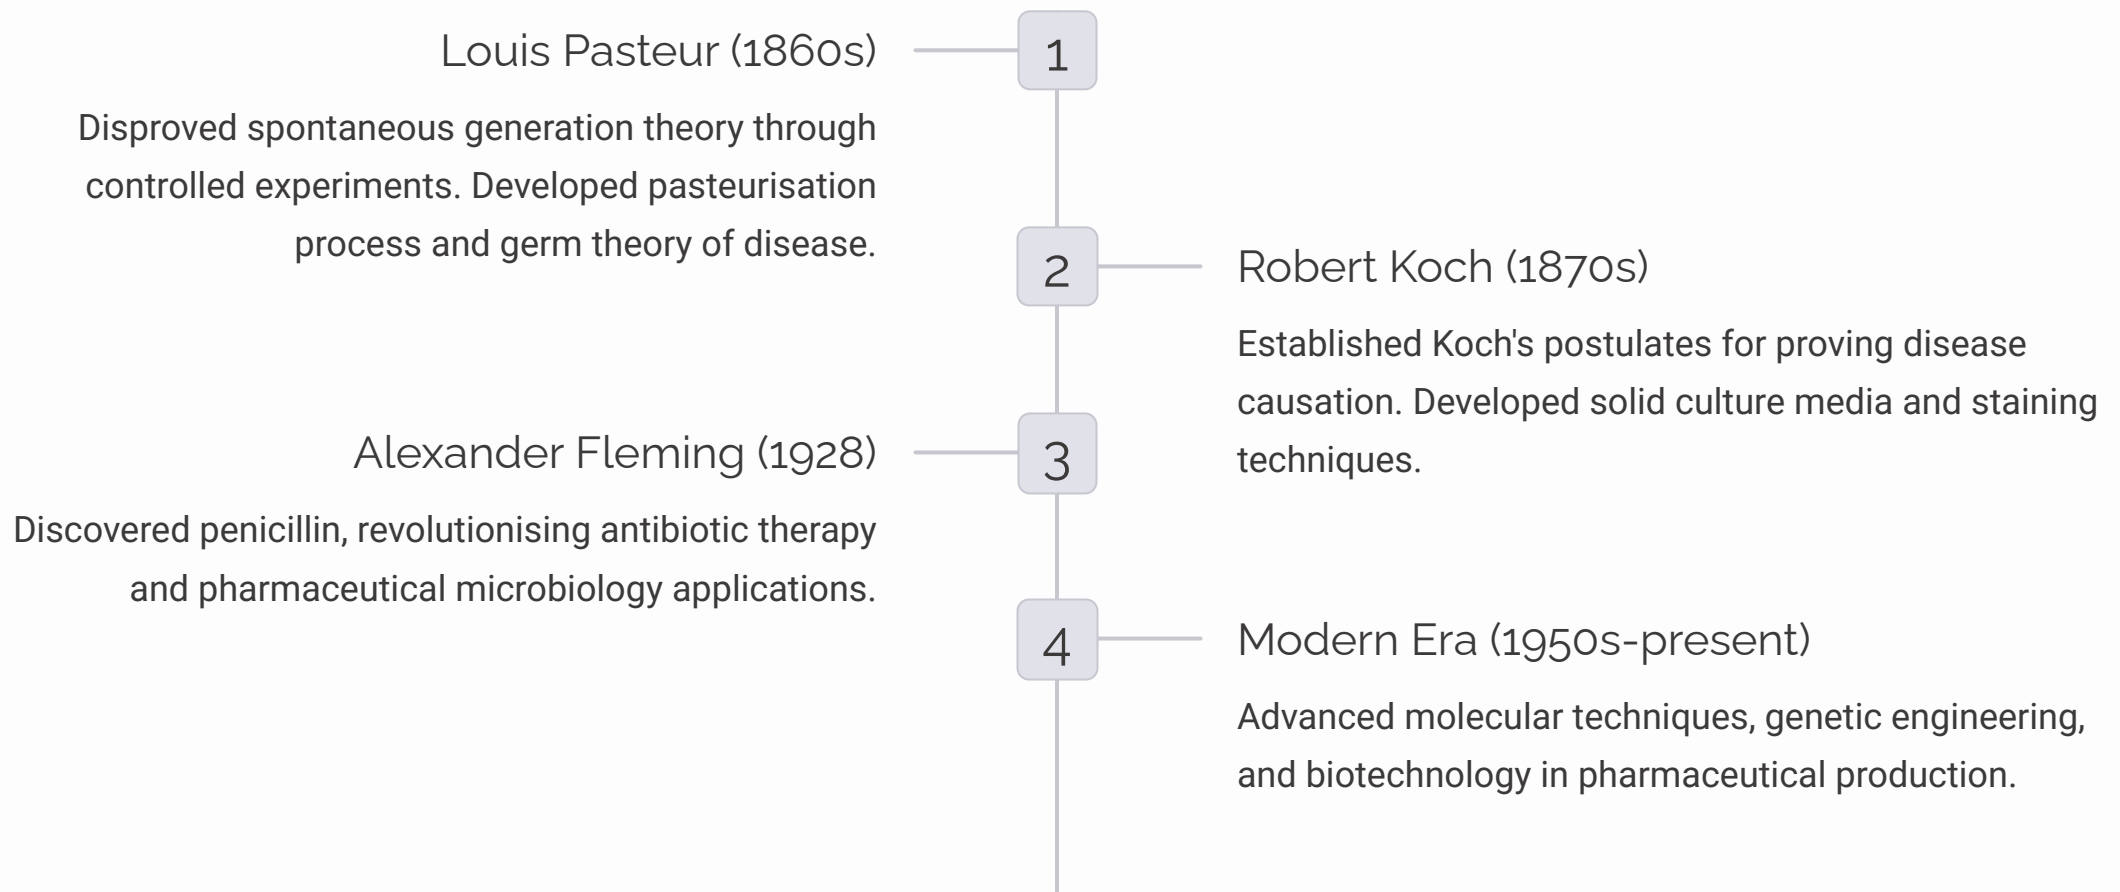 1
Louis Pasteur (1860s)
Disproved spontaneous generation theory through
controlled experiments. Developed pasteurisation
process and germ theory of disease.
2
Robert Koch (1870s)
Established Koch's postulates for proving disease
causation. Developed solid culture media and staining
techniques.
3
Alexander Fleming (1928)
Discovered penicillin, revolutionising antibiotic therapy
and pharmaceutical microbiology applications.
4
Modern Era (1950s-present)
Advanced molecular techniques, genetic engineering,
and biotechnology in pharmaceutical production.